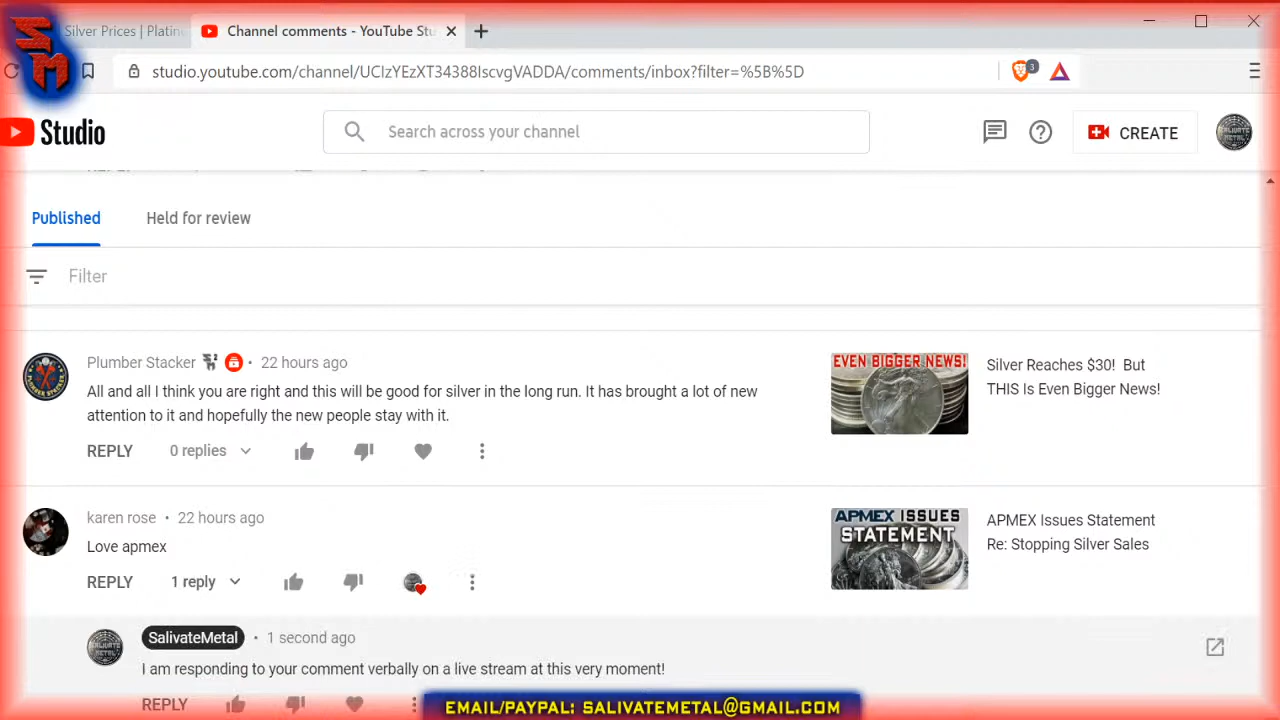 SM
Silver Prices | Platin
Channel comments - YouTube Stu
studio.youtube.com/channel/UCIzYEzXT34388IscvgVADDA/comments/inbox?filter=%5B%5D
3
Studio
Search across your channel
CREATE
REPLY
Published
Held for review
Filter
Plumber Stacker • 22 hours ago
All and all I think you are right and this will be good for silver in the long run. It has brought a lot of new
attention to it and hopefully the new people stay with it.
REPLY 0 replies
EVEN BIGGER NEWS!
Silver Reaches $30! But
THIS Is Even Bigger News!
karen rose • 22 hours ago
Love apmex
REPLY 1 reply
APMEX ISSUES
STATEMENT
APMEX Issues Statement
Re: Stopping Silver Sales
SalivateMetal • 1 second ago
I am responding to your comment verbally on a live stream at this very moment!
REPLY
EMAIL/PAYPAL: SALIVATEMETAL@GMAIL.COM